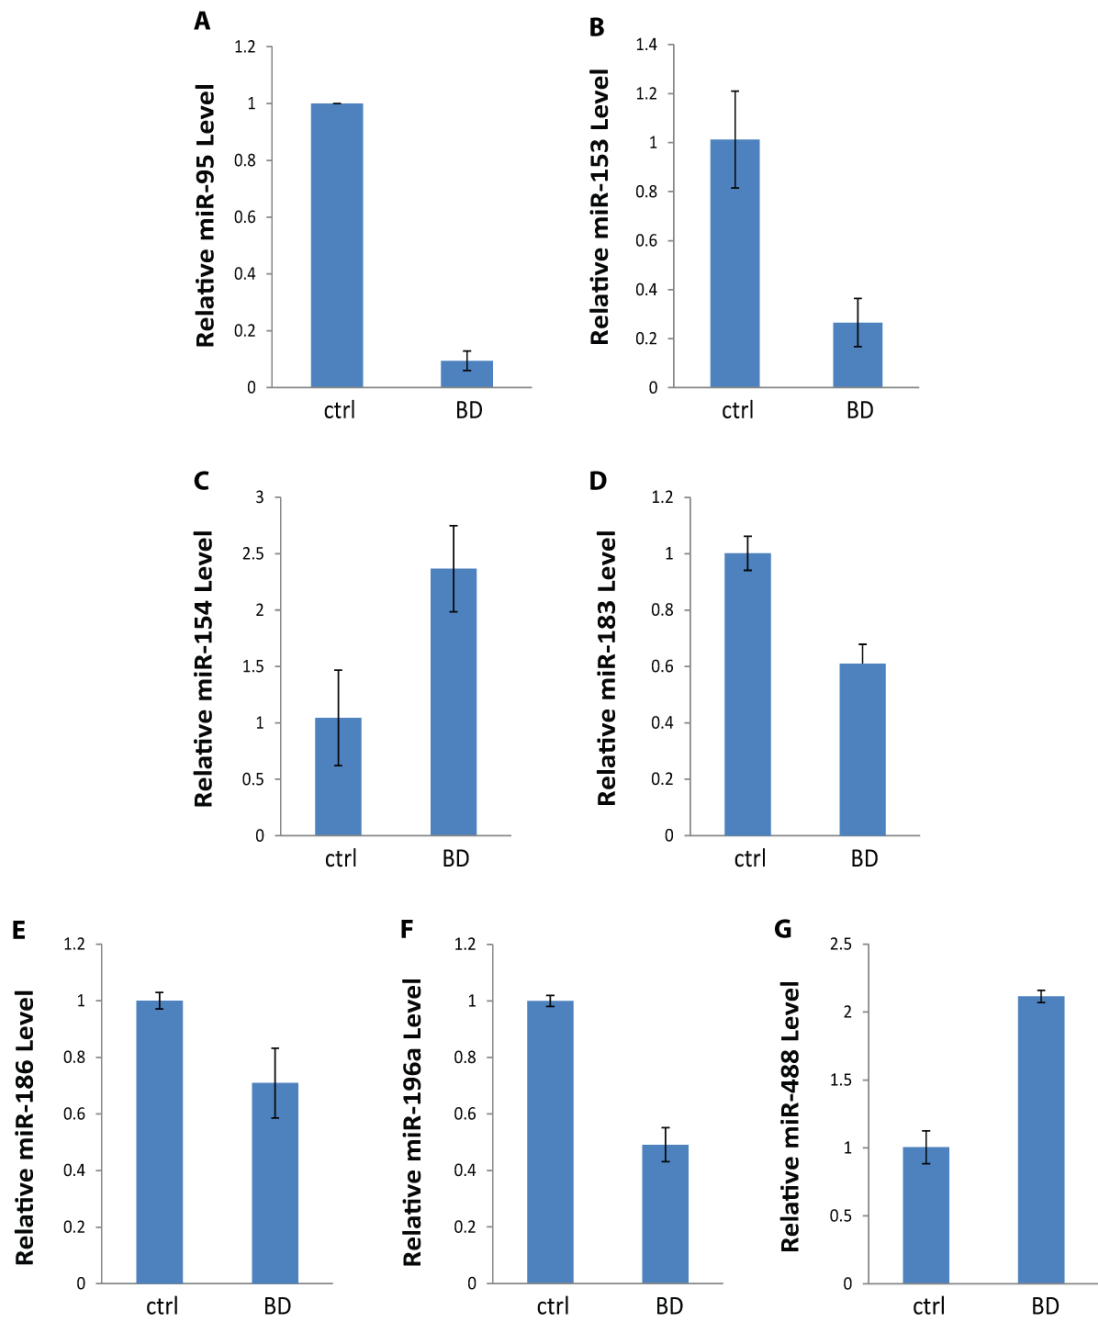 A
Relative miR-95 Level
1.2
1
0.8
0.6
0.4
0.2
0
ctrl BD
B
Relative miR-153 Level
1.4
1.2
1
0.8
0.6
0.4
0.2
0
ctrl BD
C
Relative miR-154 Level
3
2.5
2
1.5
1
0.5
0
ctrl BD
D
Relative miR-183 Level
1.2
1
0.8
0.6
0.4
0.2
0
ctrl BD
E
Relative miR-186 Level
1.2
1
0.8
0.6
0.4
0.2
0
ctrl BD
F
Relative miR-196a Level
1.2
1
0.8
0.6
0.4
0.2
0
ctrl BD
G
Relative miR-488 Level
2.5
2
1.5
1
0.5
0
ctrl BD